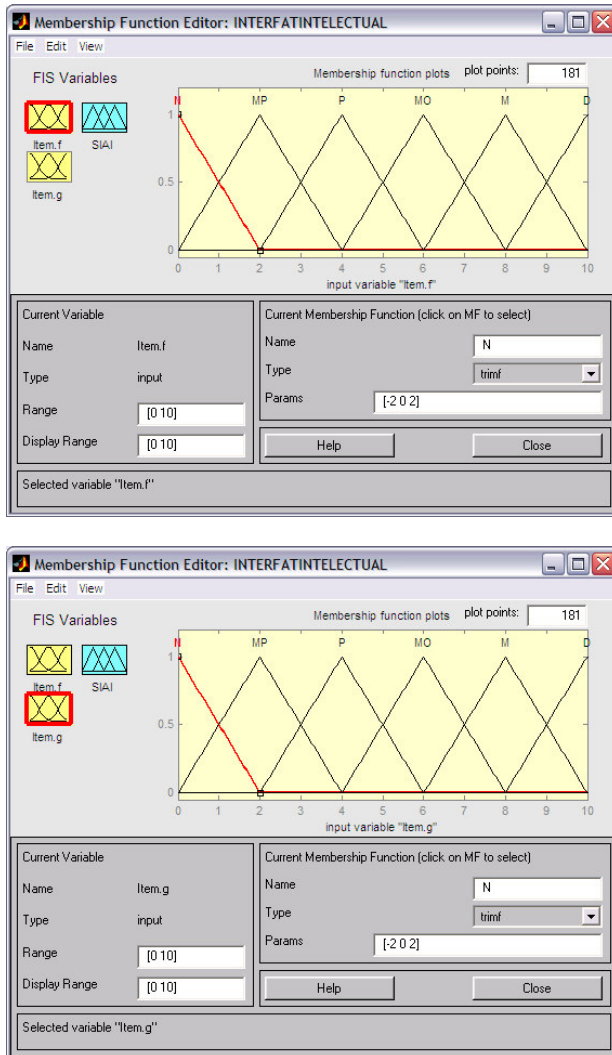 Membership Function Editor: INTERFATINTELECTUAL
File Edit View
FIS Variables
Membership function plots plot points: 181
Item.f SIAI
Item.g
N MP P MO M D
1
0.5
0
0 1 2 3 4 5 6 7 8 9 10
input variable "Item.f"
Current Variable
Name Item.f
Type input
Range [0 10]
Display Range [0 10]
Current Membership Function (click on MF to select)
Name N
Type trimf
Params [-2 0 2]
Help Close
Selected variable "Item.f"
Membership Function Editor: INTERFATINTELECTUAL
File Edit View
FIS Variables
Membership function plots plot points: 181
Item.f SIAI
Item.g
N MP P MO M D
1
0.5
0
0 1 2 3 4 5 6 7 8 9 10
input variable "Item.g"
Current Variable
Name Item.g
Type input
Range [0 10]
Display Range [0 10]
Current Membership Function (click on MF to select)
Name N
Type trimf
Params [-2 0 2]
Help Close
Selected variable "Item.g"